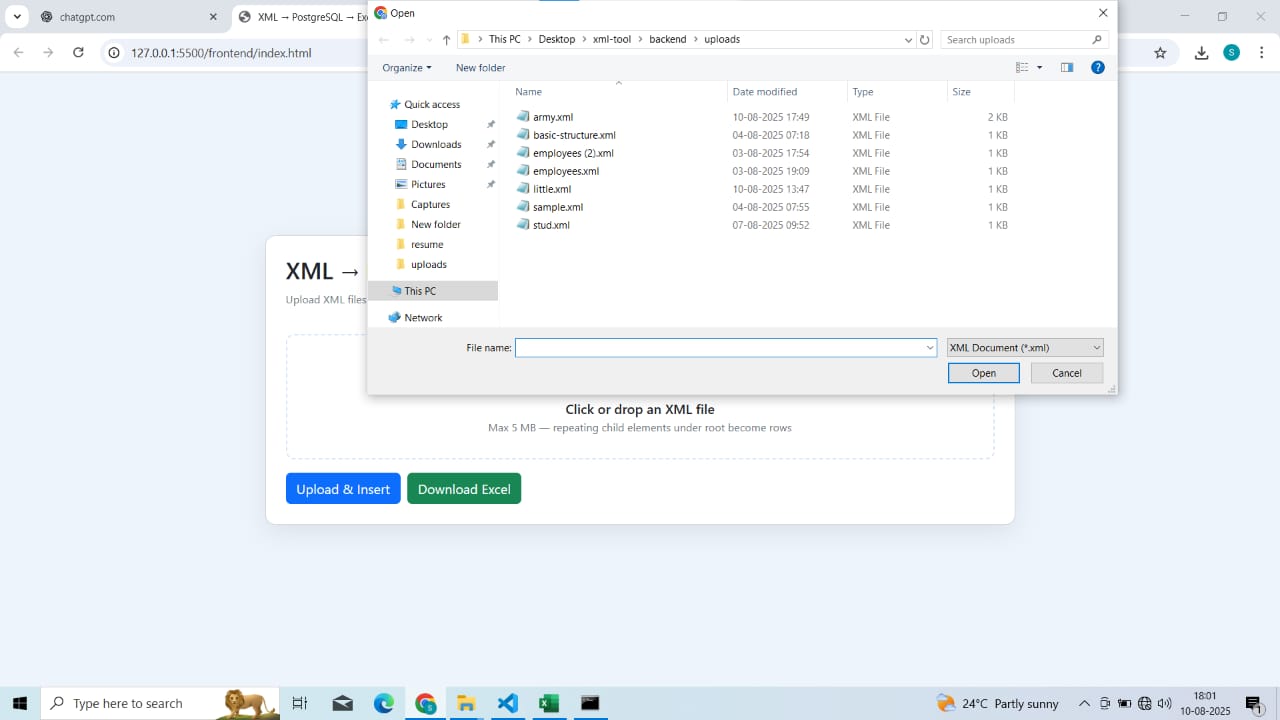 chatgpt.com
XML → PostgreSQL → Ex
Open
127.0.0.1:5500/frontend/index.html
S
This PC > Desktop > xml-tool > backend > uploads
Search uploads
Organize
New folder
Name
Date modified
Type
Size
Quick access
Desktop
Downloads
Documents
Pictures
Captures
New folder
resume
uploads
This PC
Network
army.xml 10-08-2025 17:49 XML File 2 KB
basic-structure.xml 04-08-2025 07:18 XML File 1 KB
employees (2).xml 03-08-2025 17:54 XML File 1 KB
employees.xml 03-08-2025 19:09 XML File 1 KB
little.xml 10-08-2025 13:47 XML File 1 KB
sample.xml 04-08-2025 07:55 XML File 1 KB
stud.xml 07-08-2025 09:52 XML File 1 KB
File name:
XML Document (*.xml)
Open
Cancel
XML →
Upload XML files
Click or drop an XML file
Max 5 MB — repeating child elements under root become rows
Upload & Insert
Download Excel
Type here to search
24°C Partly sunny
18:01
10-08-2025
1